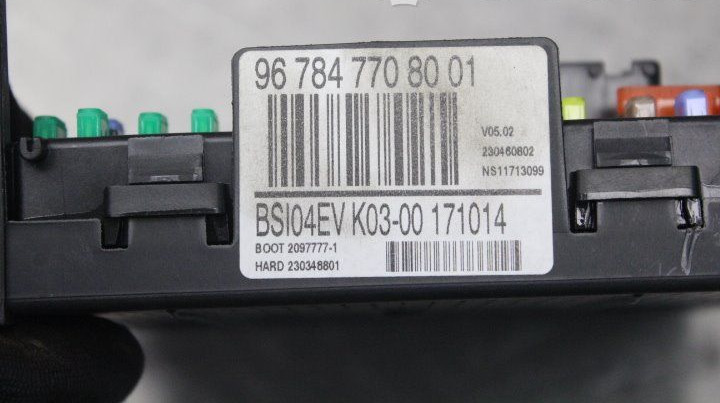 96 784 770 80 01
V05.02
230460802
NS11713099
BSI04EV K03-00 171014
BOOT 2097777-1
HARD 230348801